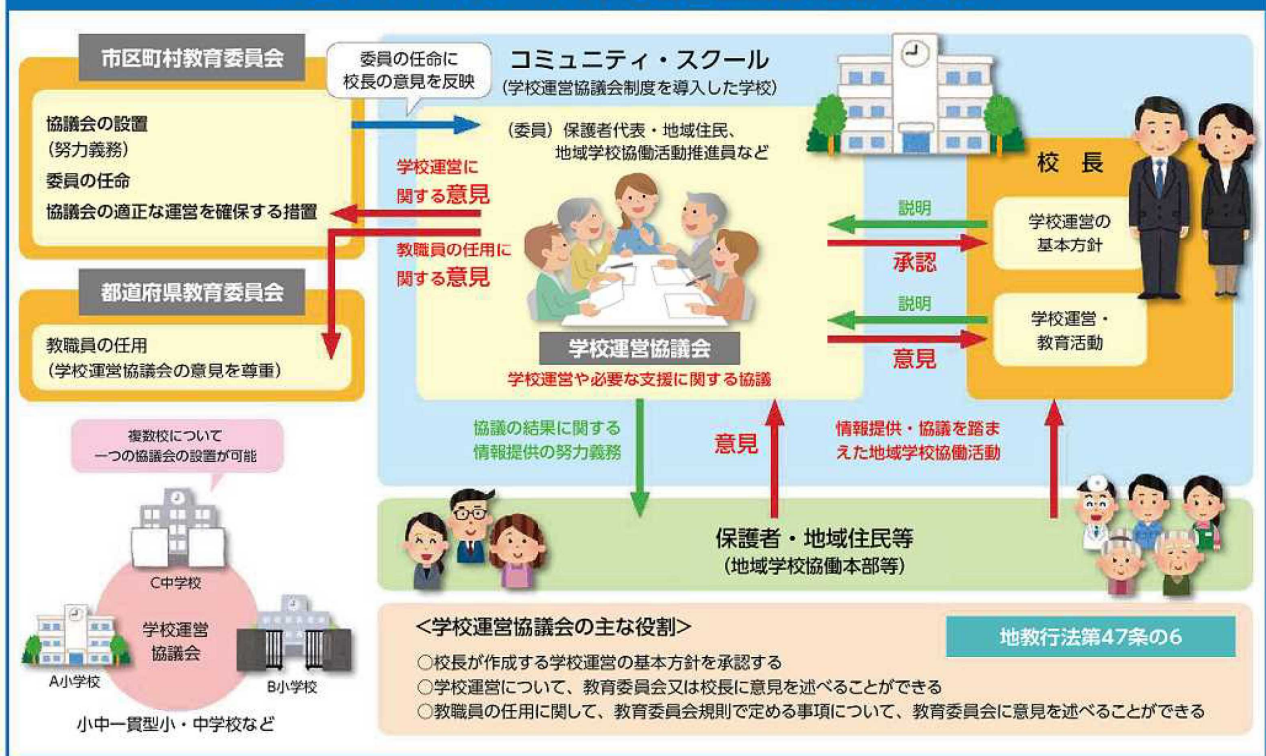 市区町村教育委員会
協議会の設置
(努力義務)
委員の任命
協議会の適正な運営を確保する措置
都道府県教育委員会
教職員の任用
(学校運営協議会の意見を尊重)
委員の任命に
校長の意見を反映
コミュニティ・スクール
(学校運営協議会制度を導入した学校)
(委員) 保護者代表・地域住民、
地域学校協働活動推進員など
学校運営に
関する意見
教職員の任用に
関する意見
学校運営協議会
学校運営や必要な支援に関する協議
校 長
説明
承認
学校運営の
基本方針
説明
意見
学校運営・
教育活動
協議の結果に関する
情報提供の努力義務
意見
情報提供・協議を踏ま
えた地域学校協働活動
保護者・地域住民等
(地域学校協働本部等)
複数校について
一つの協議会の設置が可能
C中学校
学校運営
協議会
A小学校
B小学校
小中一貫型小・中学校など
<学校運営協議会の主な役割>
地教行法第47条の6
○校長が作成する学校運営の基本方針を承認する
○学校運営について、教育委員会又は校長に意見を述べることができる
○教職員の任用に関して、教育委員会規則で定める事項について、教育委員会に意見を述べることができる